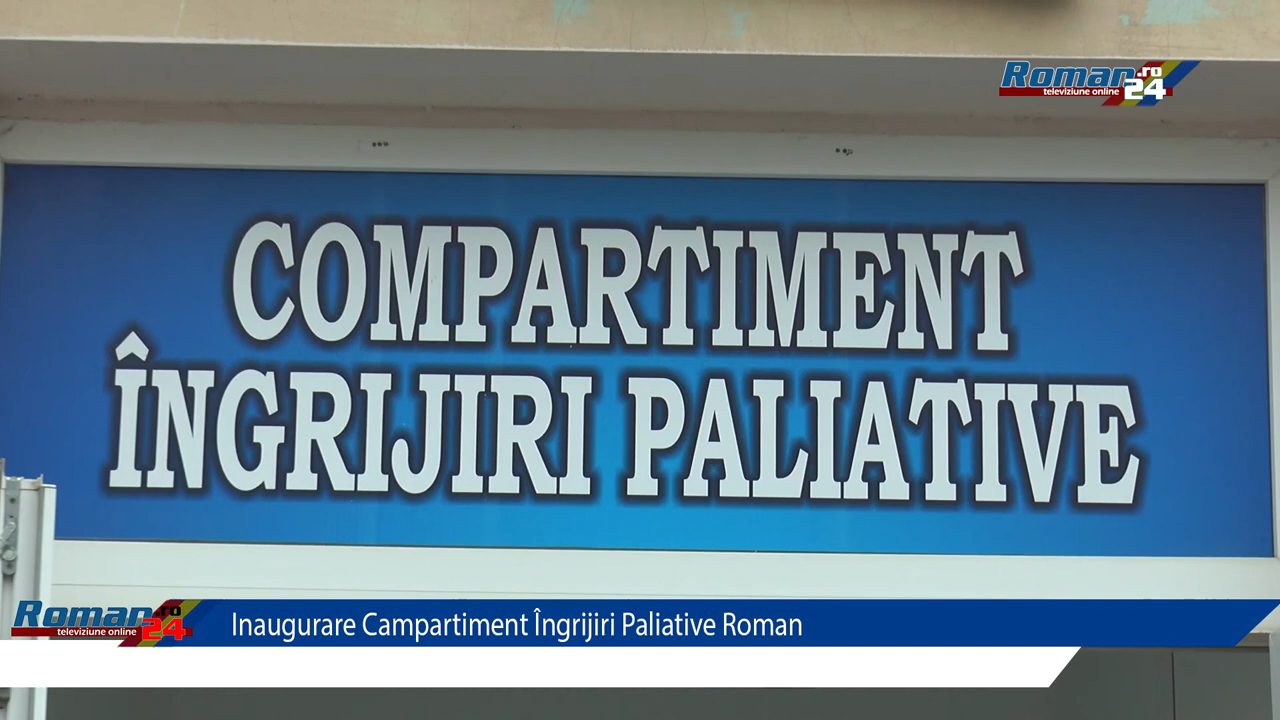 Roman.ro
televiziune online 24
COMPARTIMENT
ÎNGRIJIRI PALIATIVE
Roman.ro
televiziune online 24
Inaugurare Campartiment Îngrijiri Paliative Roman